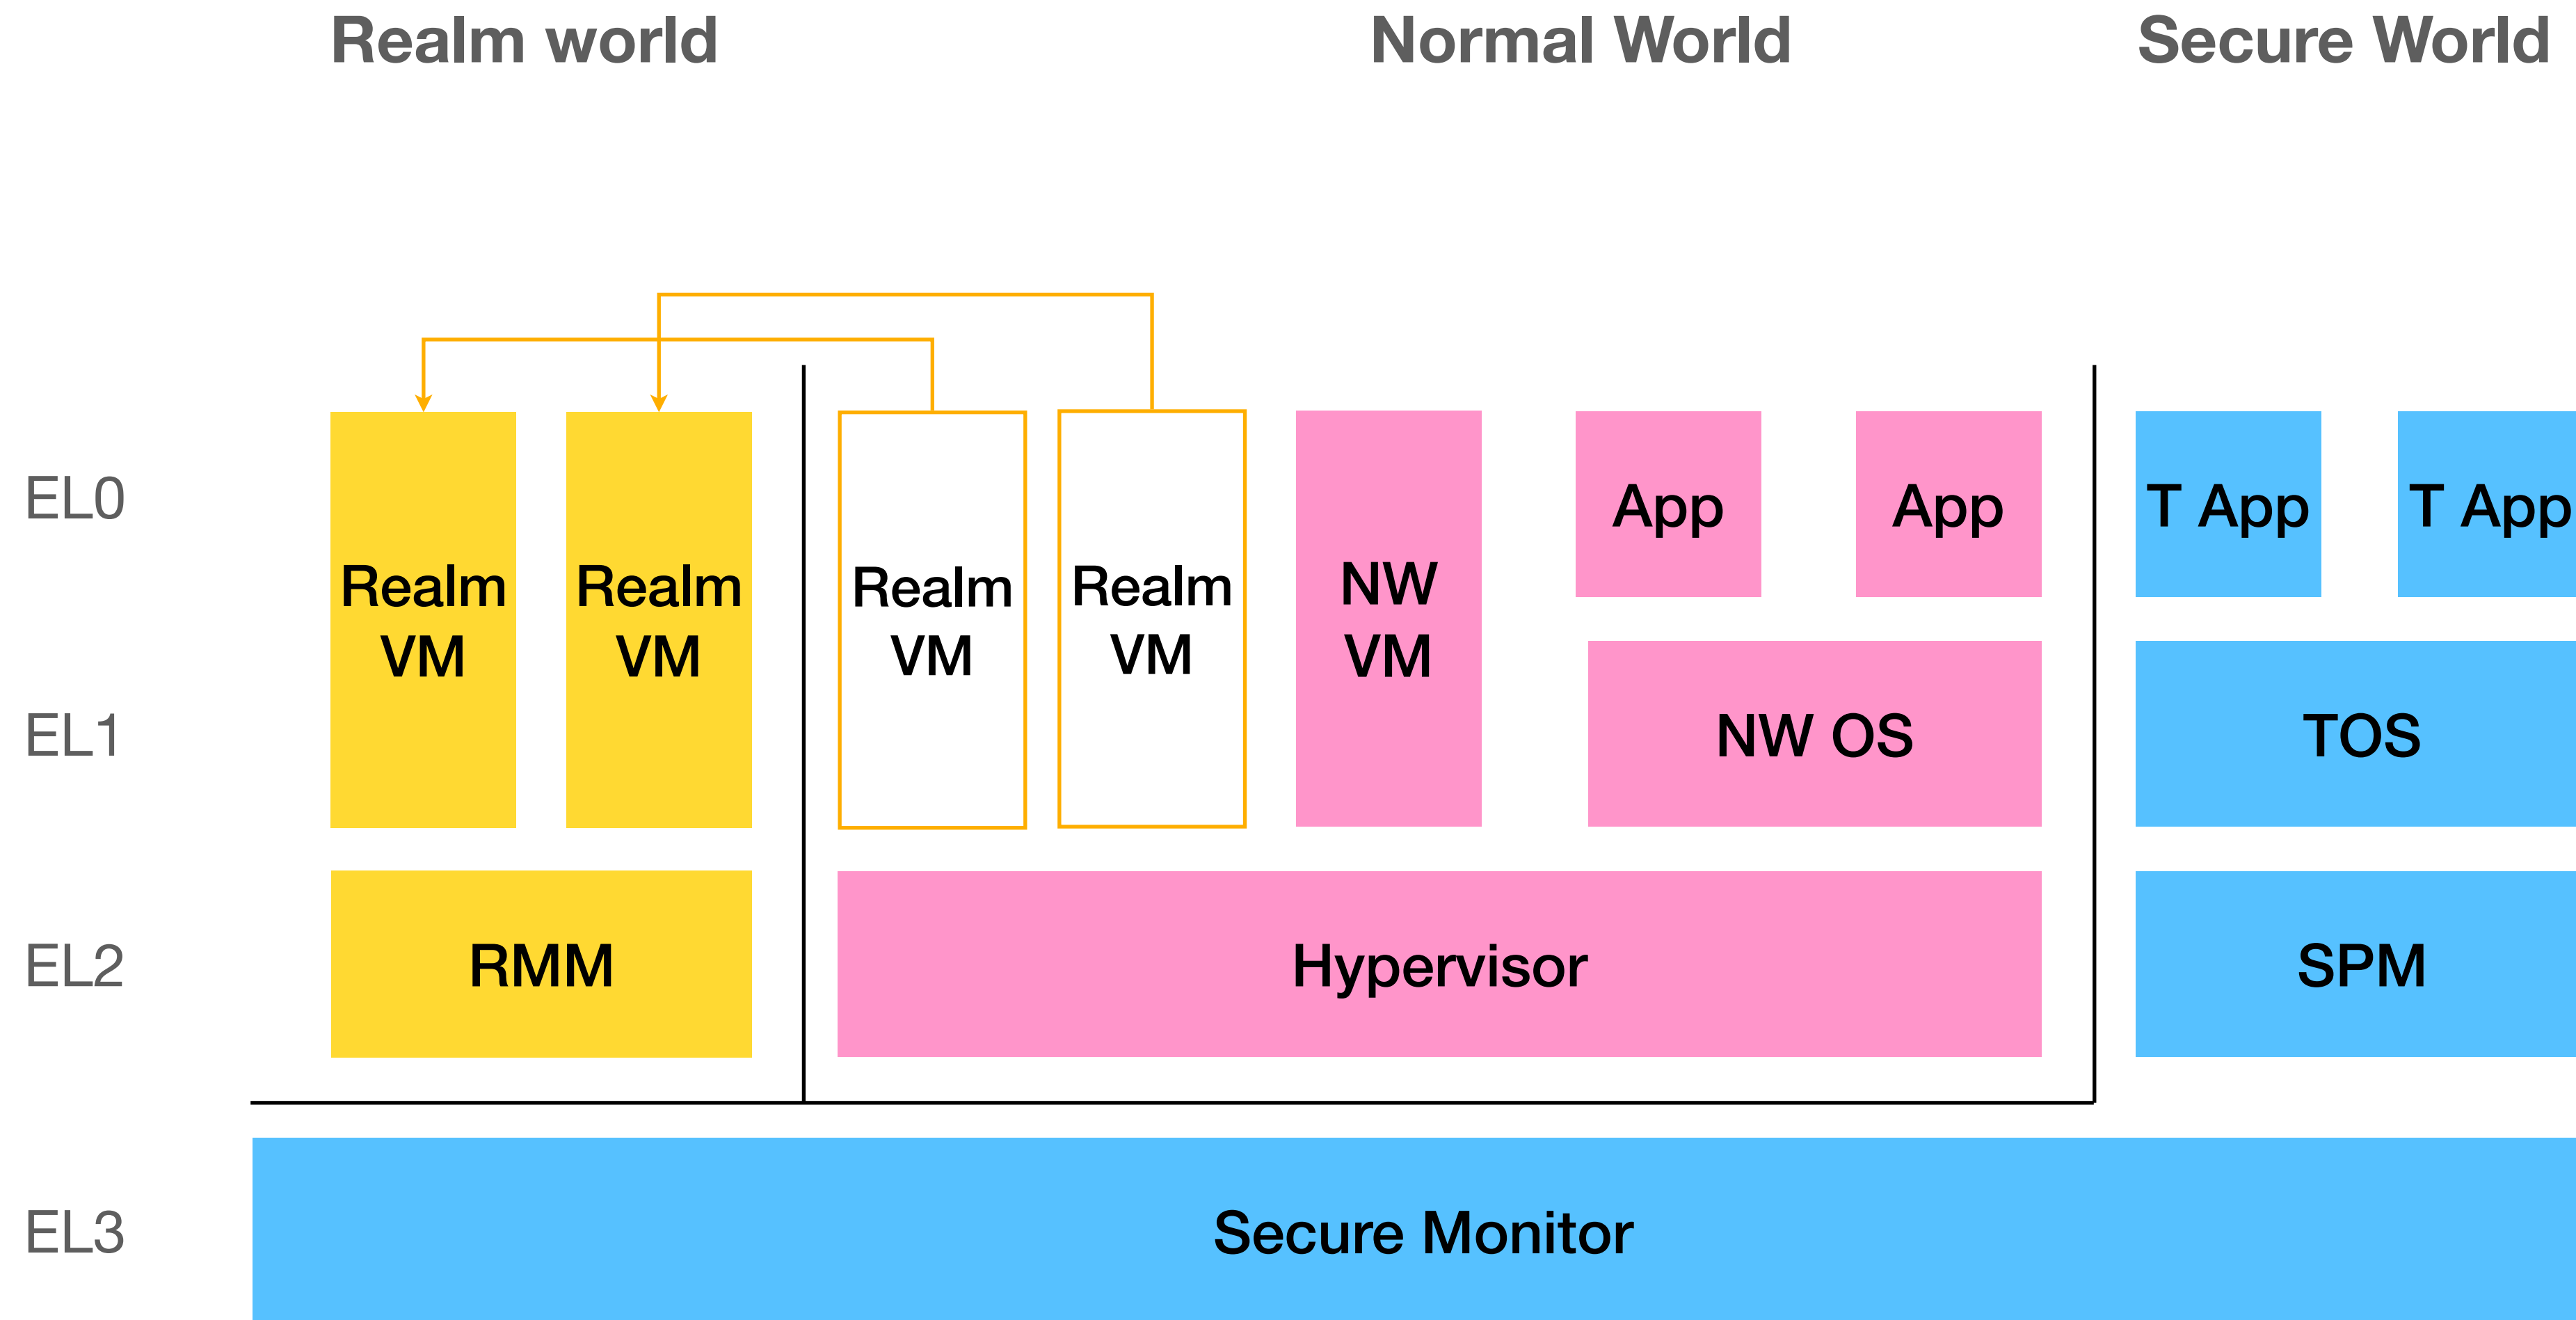 Realm world
Normal World
Secure World
EL0
Realm
VM
Realm
VM
Realm
VM
Realm
VM
NW
VM
App
App
T App
T App
EL1
NW OS
TOS
EL2
RMM
Hypervisor
SPM
EL3
Secure Monitor